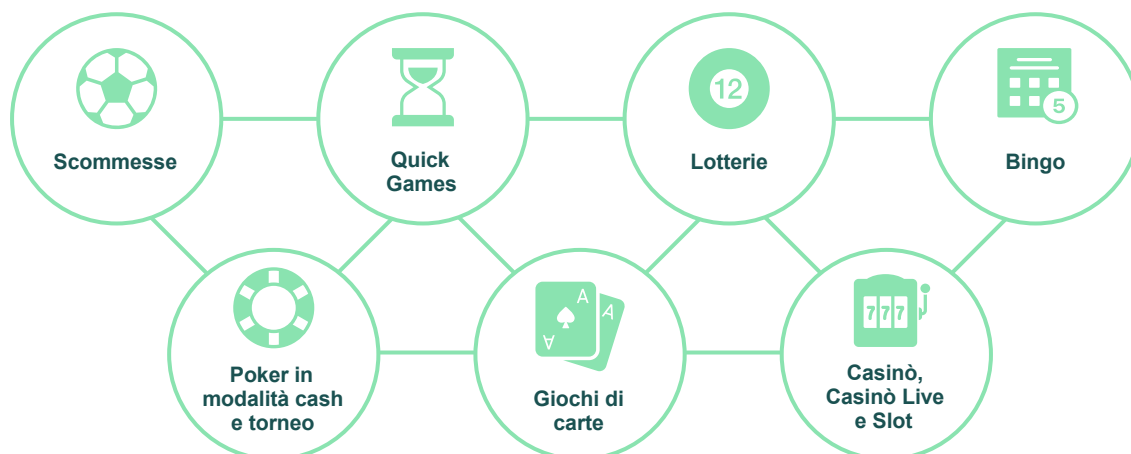 12
5
Scommesse
Quick
Games
Lotterie
Bingo
A
A
A
777
Poker in
modalità cash
e torneo
Giochi di
carte
Casinò,
Casinò Live
e Slot